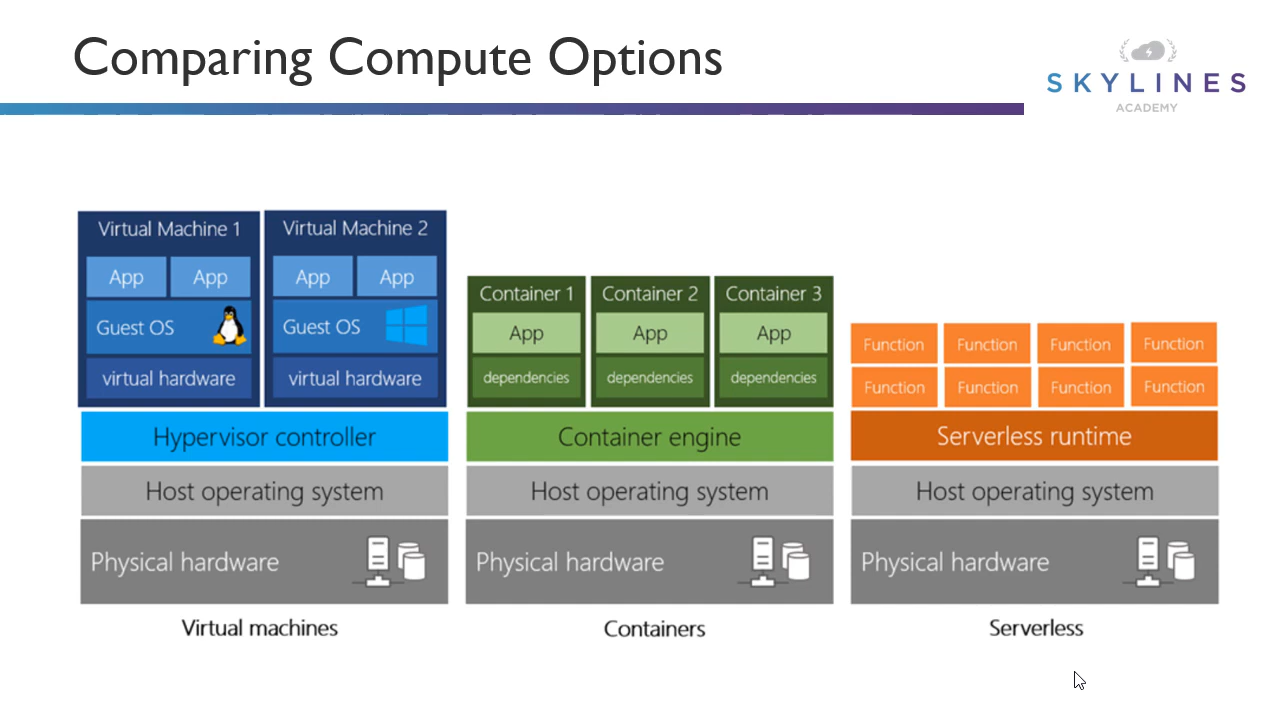 Comparing Compute Options
SKYLINES
ACADEMY
Virtual Machine 1
App App
Guest OS
virtual hardware
Virtual Machine 2
App App
Guest OS
virtual hardware
Hypervisor controller
Host operating system
Physical hardware
Virtual machines
Container 1
App
dependencies
Container 2
App
dependencies
Container 3
App
dependencies
Container engine
Host operating system
Physical hardware
Containers
Function Function Function Function
Function Function Function Function
Serverless runtime
Host operating system
Physical hardware
Serverless